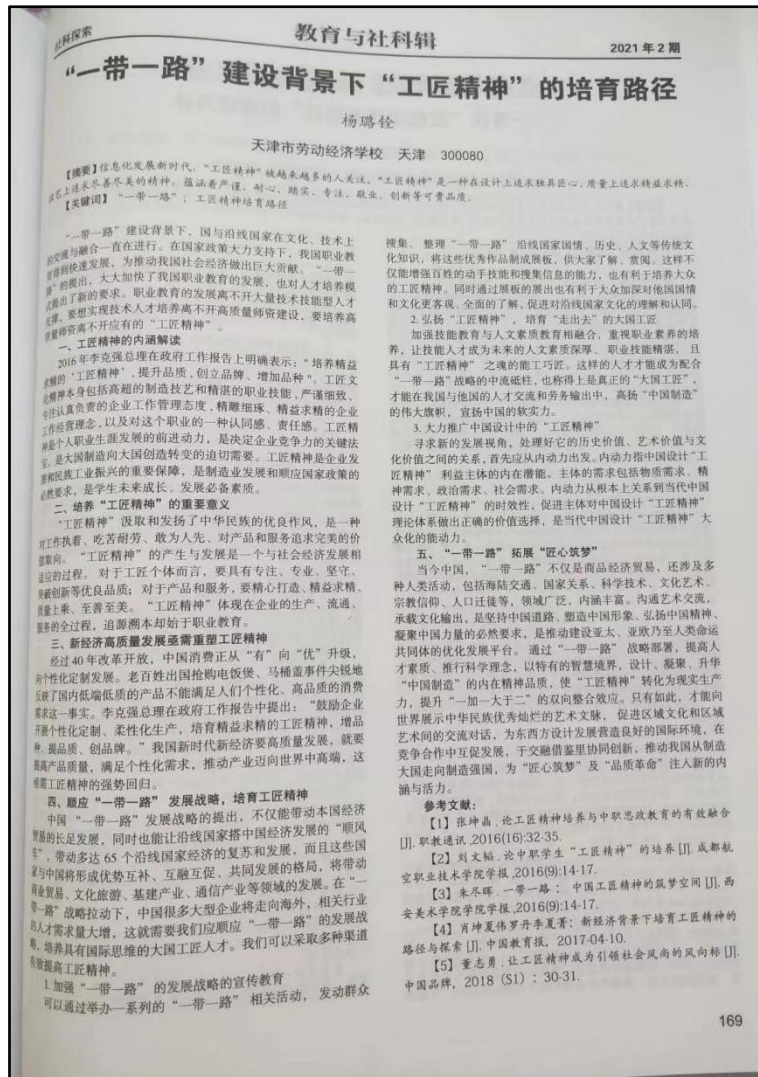 社科探索
教育与社科辑
2021年2期
“一带一路”建设背景下“工匠精神”的培育路径
杨璐铨
天津市劳动经济学校 天津 300080
【摘要】信息化发展新时代，“工匠精神”被越来越多的人关注。“工匠精神”是一种在设计上追求独具匠心、质量上追求精益求精、
技艺上追求尽善尽美的精神，蕴涵着严谨、耐心、踏实、专注、敬业、创新等可贵品质。
【关键词】“一带一路”；工匠精神培育路径
“一带一路”建设背景下，国与沿线国家在文化、技术上
的交流与融合一直在进行。在国家政策大力支持下，我国职业教
育得到快速发展，为推动我国社会经济做出巨大贡献。“一带一
路”的提出，大大加快了我国职业教育的发展，也对人才培养模
式提出了新的要求。职业教育的发展离不开大量技术技能型人才
支撑，要想实现技术人才培养离不开高质量师资建设，要培养高
质量师资离不开应有的“工匠精神”。
一、工匠精神的内涵解读
2016年李克强总理在政府工作报告上明确表示：“培养精益
求精的‘工匠精神’，提升品质，创立品牌、增加品种”。工匠文
化精神本身包括高超的制造技艺和精湛的职业技能，严谨细致、
专注认真负责的企业工作管理态度，精雕细琢、精益求精的企业
工作经营理念，以及对这个职业的一种认同感、责任感。工匠精
神是个人职业生涯发展的前进动力，是决定企业竞争力的关键法
宝，是大国制造向大国创造转变的迫切需要。工匠精神是企业发
展和民族工业振兴的重要保障，是制造业发展和顺应国家政策的
必然要求，是学生未来成长、发展必备素质。
二、培养“工匠精神”的重要意义
“工匠精神”汲取和发扬了中华民族的优良作风，是一种
对工作执着、吃苦耐劳、敢为人先、对产品和服务追求完美的价
值取向。“工匠精神”的产生与发展是一个与社会经济发展相
适应的过程。对于工匠个体而言，要具有专注、专业、坚守、
突破创新等优良品质；对于产品和服务，要精心打造、精益求精、
质量上乘、至善至美。“工匠精神”体现在企业的生产、流通、
服务的全过程，追源溯本却始于职业教育。
三、新经济高质量发展亟需重塑工匠精神
经过40年改革开放，中国消费正从“有”向“优”升级，
向个性化定制发展。老百姓出国抢购电饭煲、马桶盖事件尖锐地
反映了国内低端低质的产品不能满足人们个性化、高品质的消费
需求这一事实。李克强总理在政府工作报告中提出：“鼓励企业
开展个性化定制、柔性化生产，培育精益求精的工匠精神，增品
种、提品质、创品牌。”我国新时代新经济要高质量发展，就要
提高产品质量，满足个性化需求，推动产业迈向世界中高端，这
亟需工匠精神的强势回归。
四、顺应“一带一路”发展战略，培育工匠精神
中国“一带一路”发展战略的提出，不仅能带动本国经济
贸易的长足发展，同时也能让沿线国家搭中国经济发展的“顺风
车”，带动多达65个沿线国家经济的复苏和发展，而且这些国
家与中国将形成优势互补、互融互促、共同发展的格局，将带动
商业贸易、文化旅游、基建产业、通信产业等领域的发展。在“一
带一路”战略拉动下，中国很多大型企业将走向海外，相关行业
的人才需求量大增，这就需要我们应顺应“一带一路”的发展战
略，培养具有国际思维的大国工匠人才。我们可以采取多种渠道
有效提高工匠精神。
1.加强“一带一路”的发展战略的宣传教育
可以通过举办一系列的“一带一路”相关活动，发动群众
搜集、整理“一带一路”沿线国家国情、历史、人文等传统文
化知识，将这些优秀作品制成展板，供大家了解、赏阅。这样不
仅能增强百姓的动手技能和搜集信息的能力，也有利于培养大众
的工匠精神。同时通过展板的展出也有利于大众加深对他国国情
和文化更客观、全面的了解，促进对沿线国家文化的理解和认同。
2.弘扬“工匠精神”，培育“走出去”的大国工匠
加强技能教育与人文素质教育相融合，重视职业素养的培
养，让技能人才成为未来的人文素质深厚、职业技能精湛，且
具有“工匠精神”之魂的能工巧匠。这样的人才才能成为配合
“一带一路”战略的中流砥柱，也称得上是真正的“大国工匠”，
才能在我国与他国的人才交流和劳务输出中，高扬“中国制造”
的伟大旗帜，宣扬中国的软实力。
3.大力推广中国设计中的“工匠精神”
寻求新的发展视角，处理好它的历史价值、艺术价值与文
化价值之间的关系，首先应从内动力出发。内动力指中国设计“工
匠精神”利益主体的内在潜能。主体的需求包括物质需求、精
神需求、政治需求、社会需求。内动力从根本上关系到当代中国
设计“工匠精神”的时效性，促进主体对中国设计“工匠精神”
理论体系做出正确的价值选择，是当代中国设计“工匠精神”大
众化的能动力。
五、“一带一路”拓展“匠心筑梦”
当今中国，“一带一路”不仅是商品经济贸易，还涉及多
种人类活动，包括海陆交通、国家关系、科学技术、文化艺术、
宗教信仰、人口迁徙等，领域广泛，内涵丰富。沟通艺术交流，
承载文化输出，是坚持中国道路、塑造中国形象、弘扬中国精神、
凝聚中国力量的必然要求，是推动建设亚太、亚欧乃至人类命运
共同体的优化发展平台。通过“一带一路”战略部署，提高人
才素质、推行科学理念，以特有的智慧境界，设计、凝聚、升华
“中国制造”的内在精神品质，使“工匠精神”转化为现实生产
力，提升“一加一大于二”的双向整合效应。只有如此，才能向
世界展示中华民族优秀灿烂的艺术文脉，促进区域文化和区域
艺术间的交流对话，为东西方设计发展营造良好的国际环境，在
竞争合作中互促发展，于交融借鉴里协同创新，推动我国从制造
大国走向制造强国，为“匠心筑梦”及“品质革命”注入新的内
涵与活力。
参考文献：
【1】张坤晶.论工匠精神培养与中职思政教育的有效融合
[J].职教通讯,2016(16):32-35.
【2】刘文韬.论中职学生“工匠精神”的培养[J].成都航
空职业技术学院学报,2016(9):14-17.
【3】朱尽晖.一带一路：中国工匠精神的筑梦空间[J].西
安美术学院学报,2016(9):14-17.
【4】肖坤夏伟罗丹李夏菁：新经济背景下培育工匠精神的
路径与探索[J].中国教育报，2017-04-10.
【5】董志勇.让工匠精神成为引领社会风尚的风向标[J].
中国品牌，2018（S1）：30-31.
169